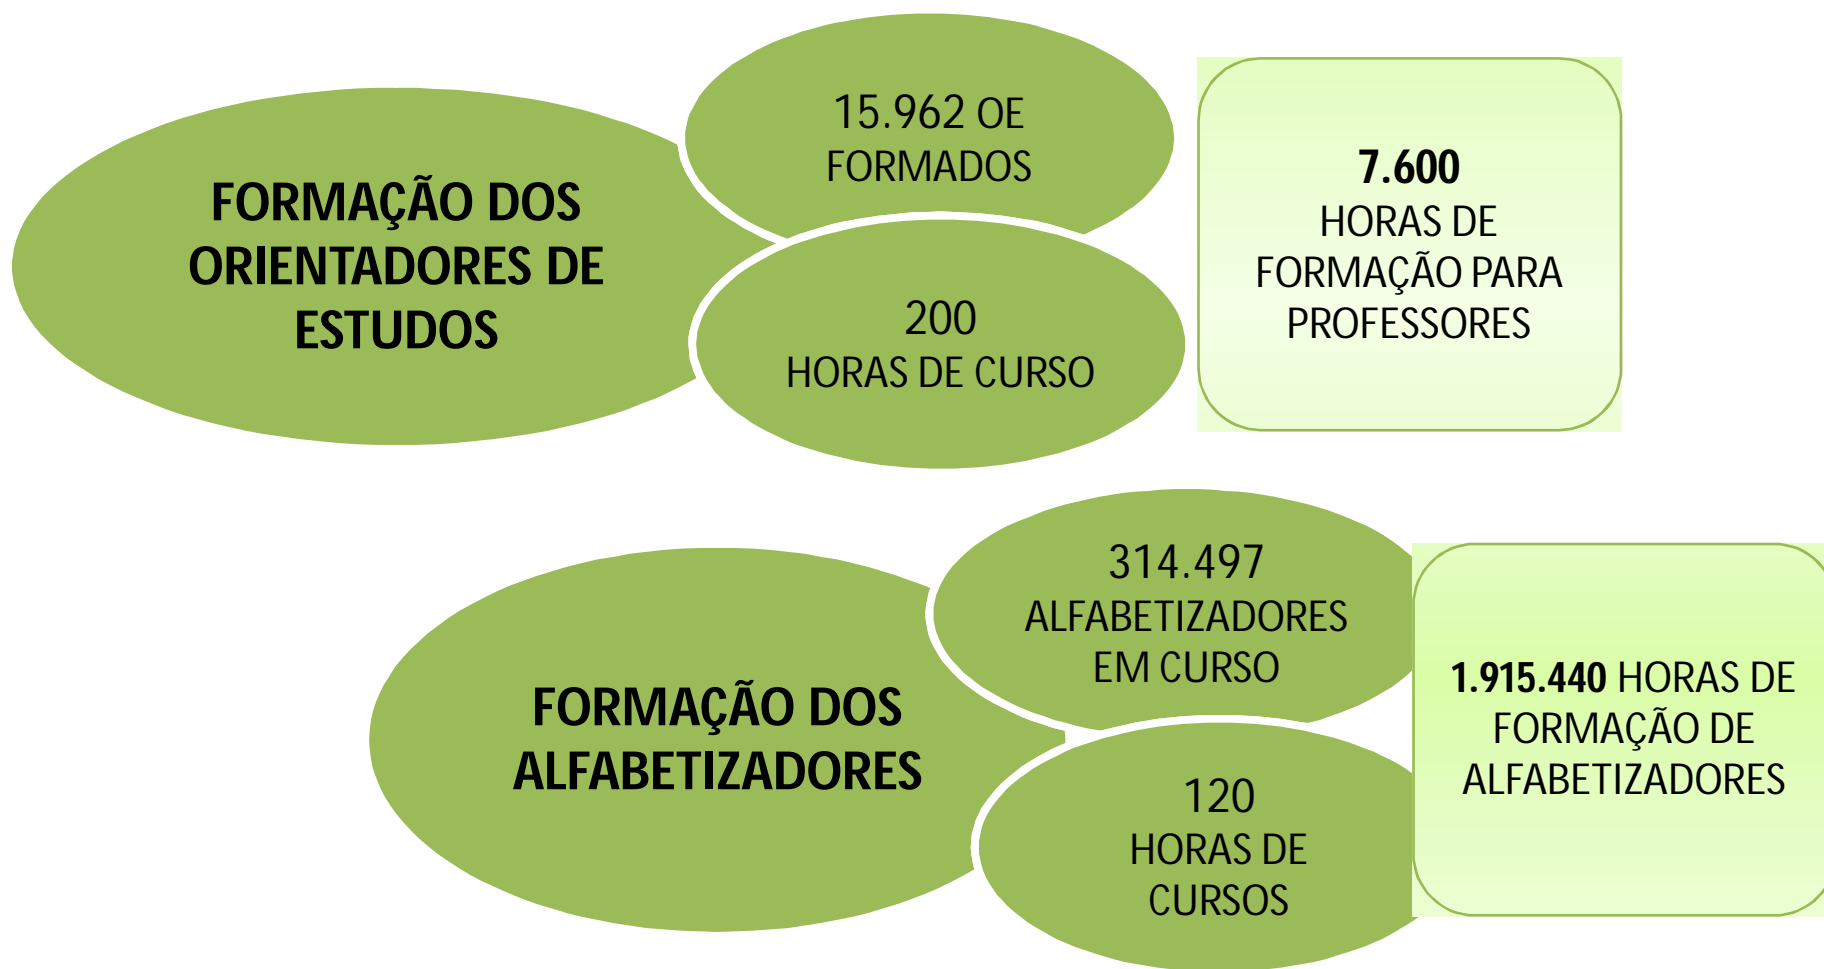 FORMAÇÃO DOS
ORIENTADORES DE
ESTUDOS
15.962 OE
FORMADOS
200
HORAS DE CURSO
7.600
HORAS DE
FORMAÇÃO PARA
PROFESSORES
FORMAÇÃO DOS
ALFABETIZADORES
314.497
ALFABETIZADORES
EM CURSO
120
HORAS DE
CURSOS
1.915.440 HORAS DE
FORMAÇÃO DE
ALFABETIZADORES